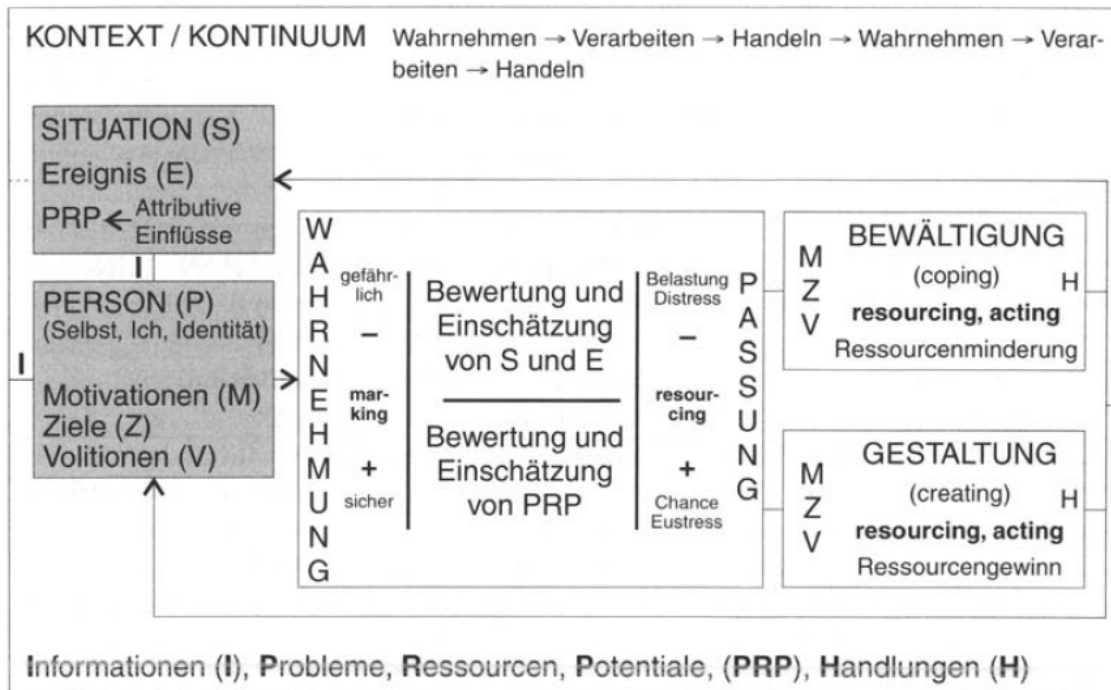 KONTEXT / KONTINUUM
Wahrnehmen → Verarbeiten → Handeln → Wahrnehmen → Verar-
beiten → Handeln
SITUATION (S)
Ereignis (E)
PRP ← Attributive
Einflüsse
I
PERSON (P)
(Selbst, Ich, Identität)
I
Motivationen (M)
Ziele (Z)
Volitionen (V)
WAHRNEHMUNG
gefähr-
lich
–
mar-
king
+
sicher
Bewertung und
Einschätzung
von S und E
Bewertung und
Einschätzung
von PRP
Belastung
Distress
–
resour-
cing
+
Chance
Eustress
PASSUNG
M
Z
V
BEWÄLTIGUNG
(coping)
H
resourcing, acting
Ressourcenminderung
M
Z
V
GESTALTUNG
(creating)
H
resourcing, acting
Ressourcengewinn
Informationen (I), Probleme, Ressourcen, Potentiale, (PRP), Handlungen (H)